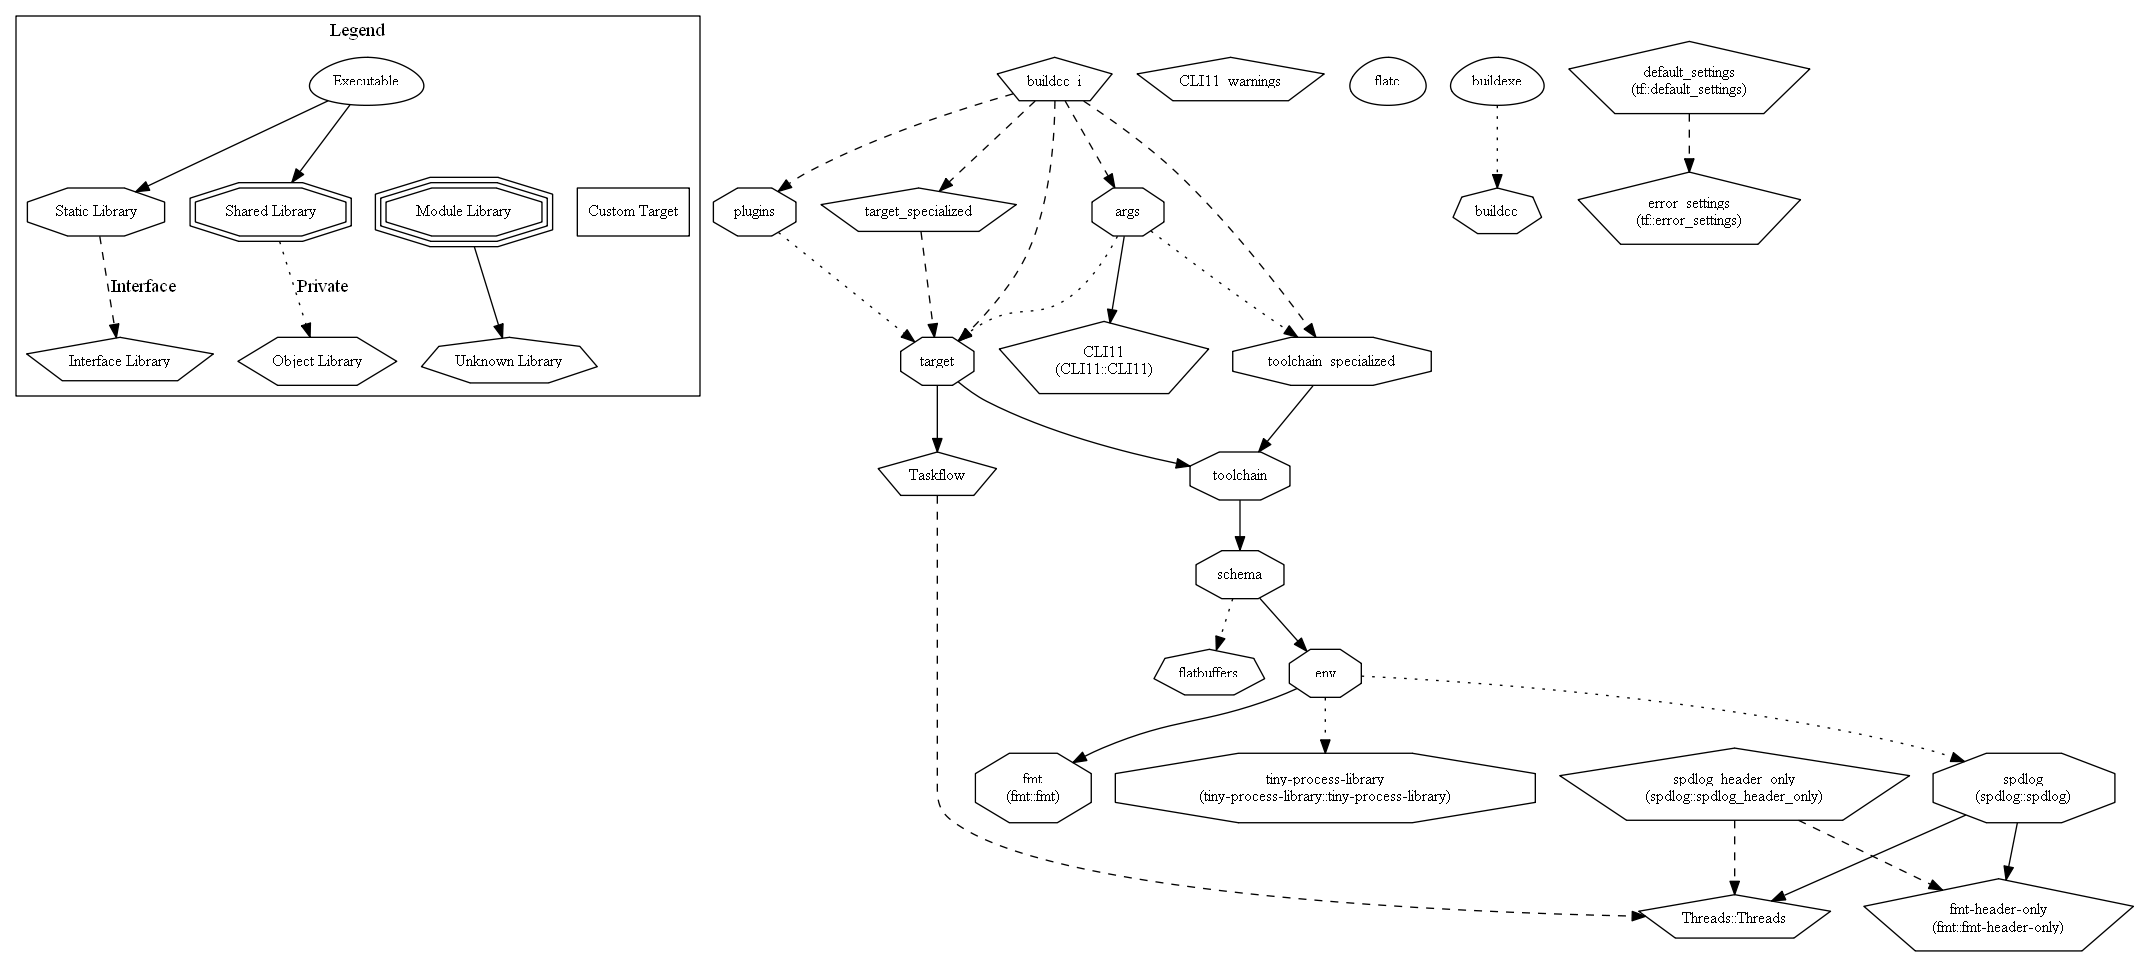 Legend
Executable
Static Library
Shared Library
Module Library
Custom Target
Interface
Private
Interface Library
Object Library
Unknown Library
buildcc_i
CLI11_warnings
flatc
buildexe
default_settings
(tf::default_settings)
plugins
target_specialized
args
buildcc
error_settings
(tf::error_settings)
target
CLI11
(CLI11::CLI11)
toolchain_specialized
Taskflow
toolchain
schema
flatbuffers
env
fmt
(fmt::fmt)
tiny-process-library
(tiny-process-library::tiny-process-library)
spdlog_header_only
(spdlog::spdlog_header_only)
spdlog
(spdlog::spdlog)
Threads::Threads
fmt-header-only
(fmt::fmt-header-only)